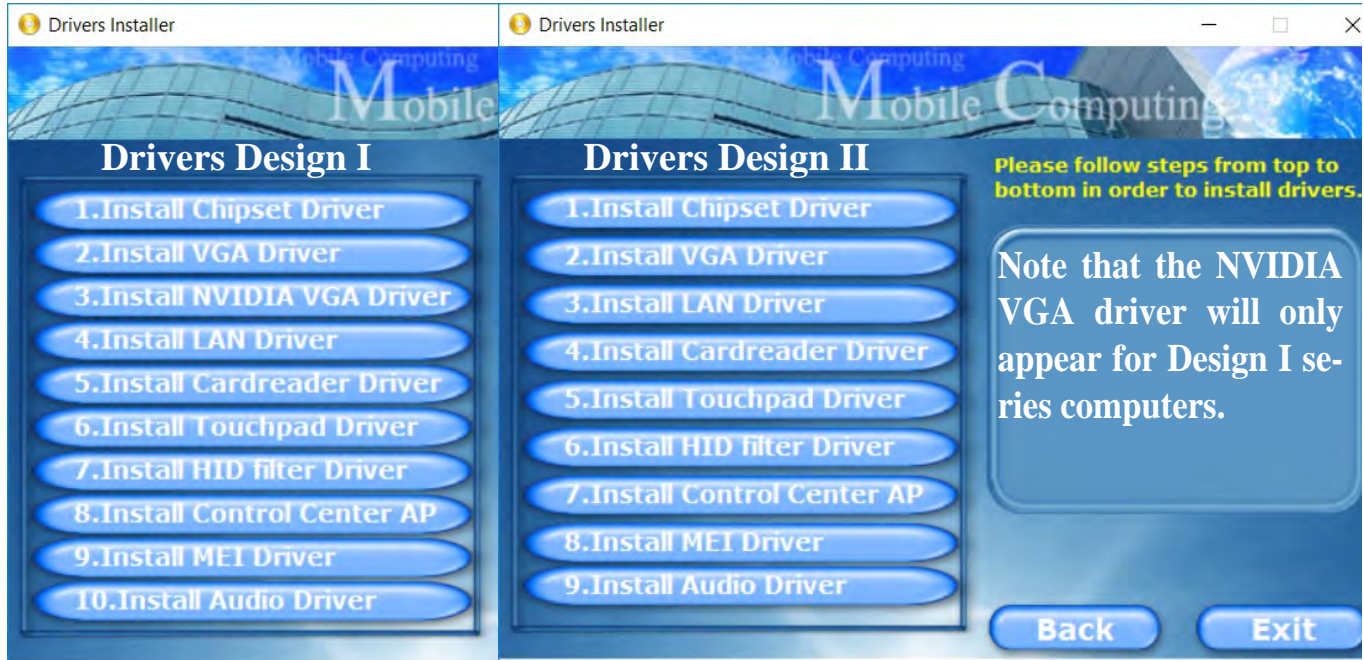 Drivers Installer
Mobile Computing
Mobile
Drivers Design I
1.Install Chipset Driver
2.Install VGA Driver
3.Install NVIDIA VGA Driver
4.Install LAN Driver
5.Install Cardreader Driver
6.Install Touchpad Driver
7.Install HID filter Driver
8.Install Control Center AP
9.Install MEI Driver
10.Install Audio Driver
Drivers Installer
Mobile Computing
Mobile Computing
Drivers Design II
1.Install Chipset Driver
2.Install VGA Driver
3.Install LAN Driver
4.Install Cardreader Driver
5.Install Touchpad Driver
6.Install HID filter Driver
7.Install Control Center AP
8.Install MEI Driver
9.Install Audio Driver
Please follow steps from top to
bottom in order to install drivers.
Note that the NVIDIA
VGA driver will only
appear for Design I se-
ries computers.
Back
Exit